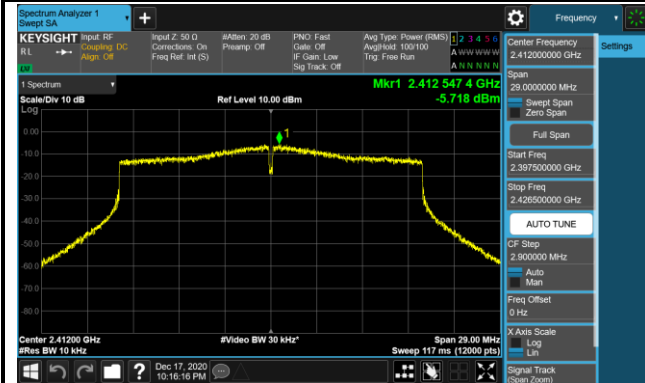 Spectrum Analyzer 1
Swept SA
Frequency
KEYSIGHT
RL
LV
Input: RF
Coupling: DC
Align: Off
Input Z: 50 Ω
Corrections: On
Freq Ref: Int (S)
#Atten: 20 dB
Preamp: Off
PNO: Fast
Gate: Off
IF Gain: Low
Sig Track: Off
Avg Type: Power (RMS)
Avg|Hold: 100/100
Trig: Free Run
1 2 3 4 5 6
A W W W W W
A N N N N N
1 Spectrum
Mkr1 2.412 547 4 GHz
Scale/Div 10 dB
Ref Level 10.00 dBm
-5.718 dBm
Log
1
0.00
-10.0
-20.0
-30.0
-40.0
-50.0
-60.0
-70.0
-80.0
Center 2.41200 GHz
#Video BW 30 kHz*
Span 29.00 MHz
#Res BW 10 kHz
Sweep 117 ms (12000 pts)
?
Dec 17, 2020
10:16:16 PM
Center Frequency
2.412000000 GHz
Settings
Span
29.0000000 MHz
Swept Span
Zero Span
Full Span
Start Freq
2.397500000 GHz
Stop Freq
2.426500000 GHz
AUTO TUNE
CF Step
2.900000 MHz
Auto
Man
Freq Offset
0 Hz
X Axis Scale
Log
Lin
Signal Track
(Span Zoom)